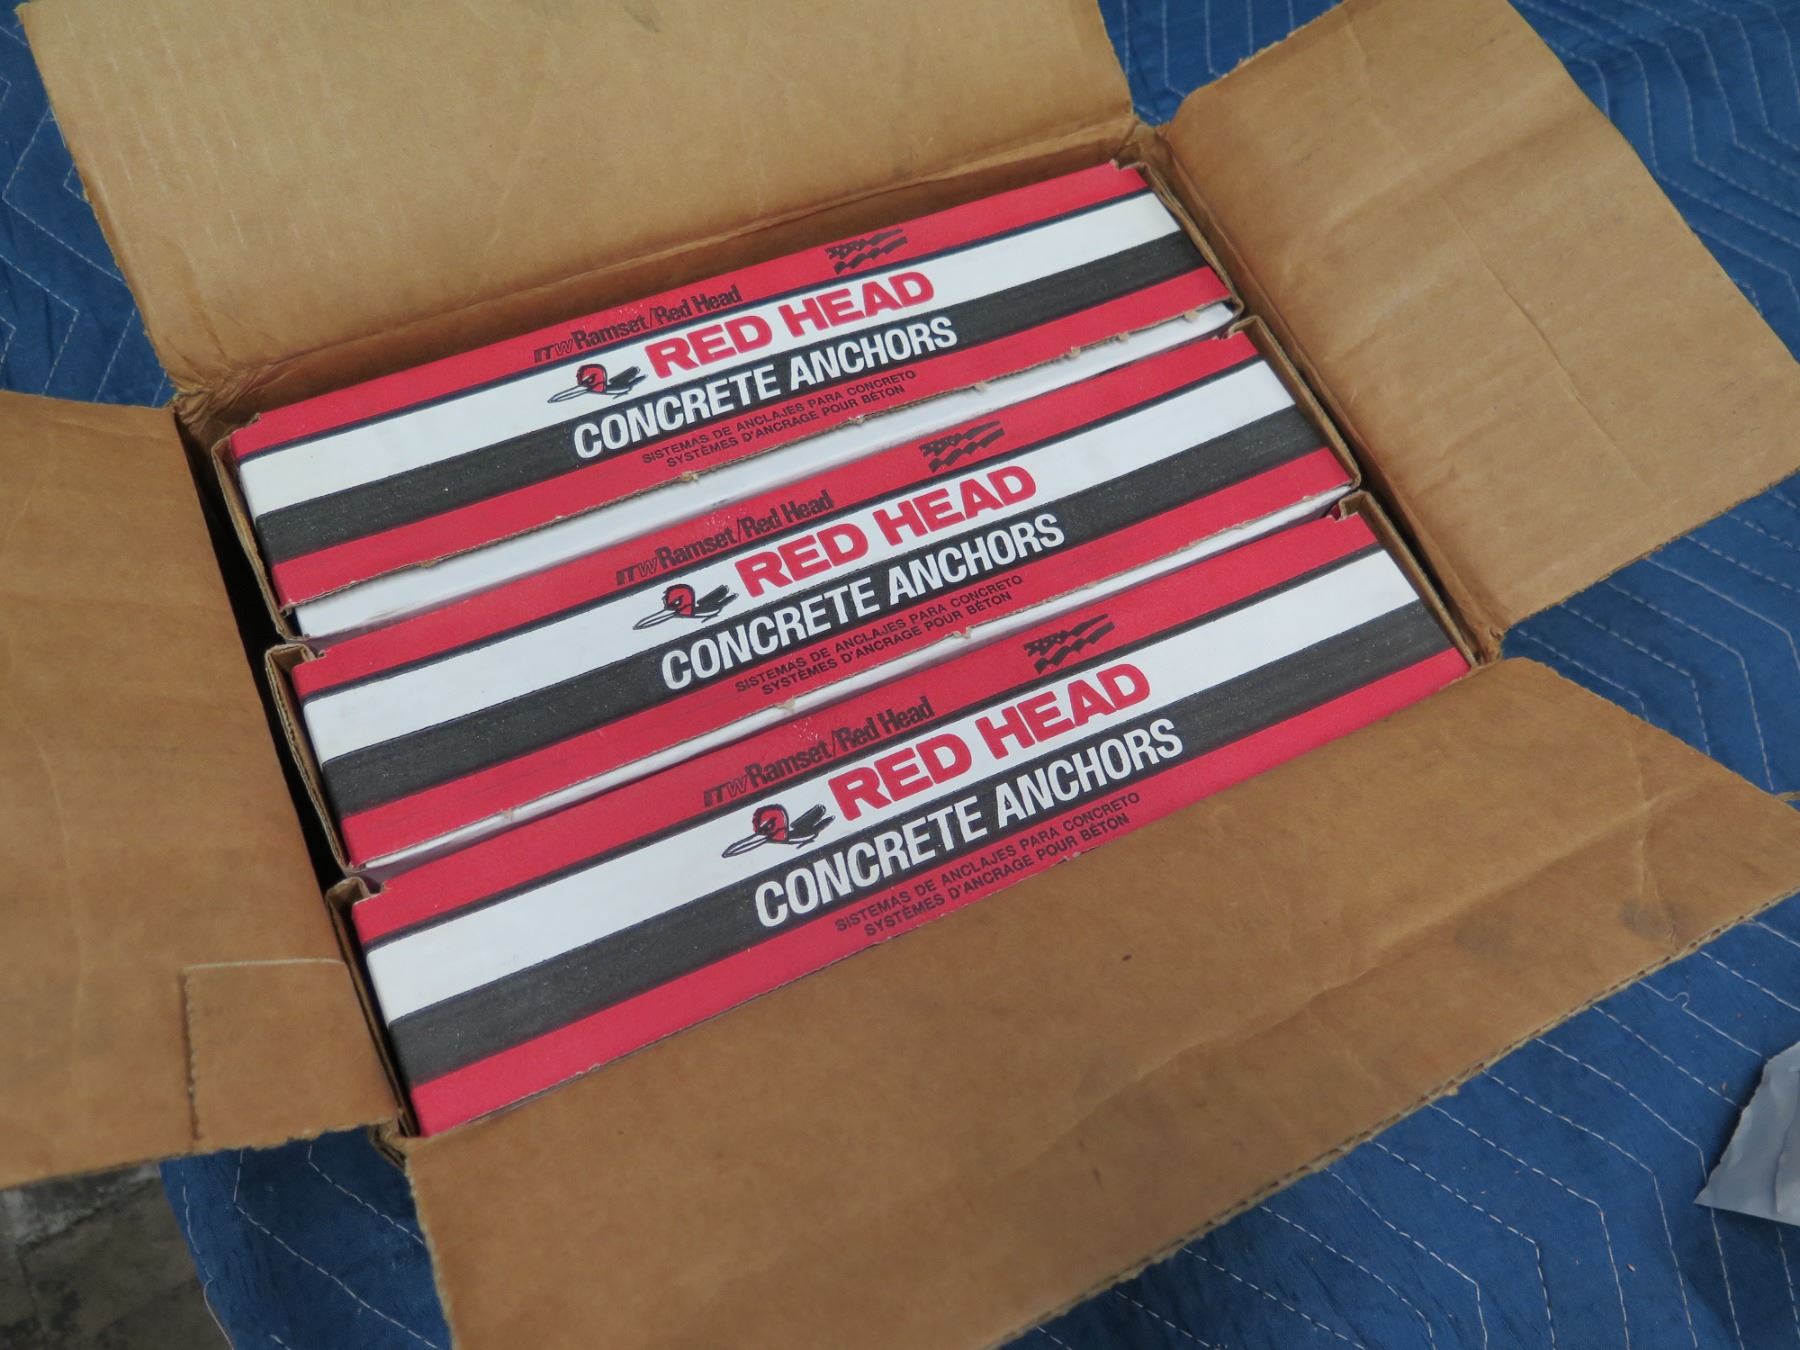 ITW Ramset/Red Head
RED HEAD
CONCRETE ANCHORS
SISTEMAS DE ANCLAJES PARA CONCRETO
SYSTÈMES D'ANCRAGE POUR BÉTON
ITW Ramset/Red Head
RED HEAD
CONCRETE ANCHORS
SISTEMAS DE ANCLAJES PARA CONCRETO
SYSTÈMES D'ANCRAGE POUR BÉTON
ITW Ramset/Red Head
RED HEAD
CONCRETE ANCHORS
SISTEMAS DE ANCLAJES PARA CONCRETO
SYSTÈMES D'ANCRAGE POUR BÉTON